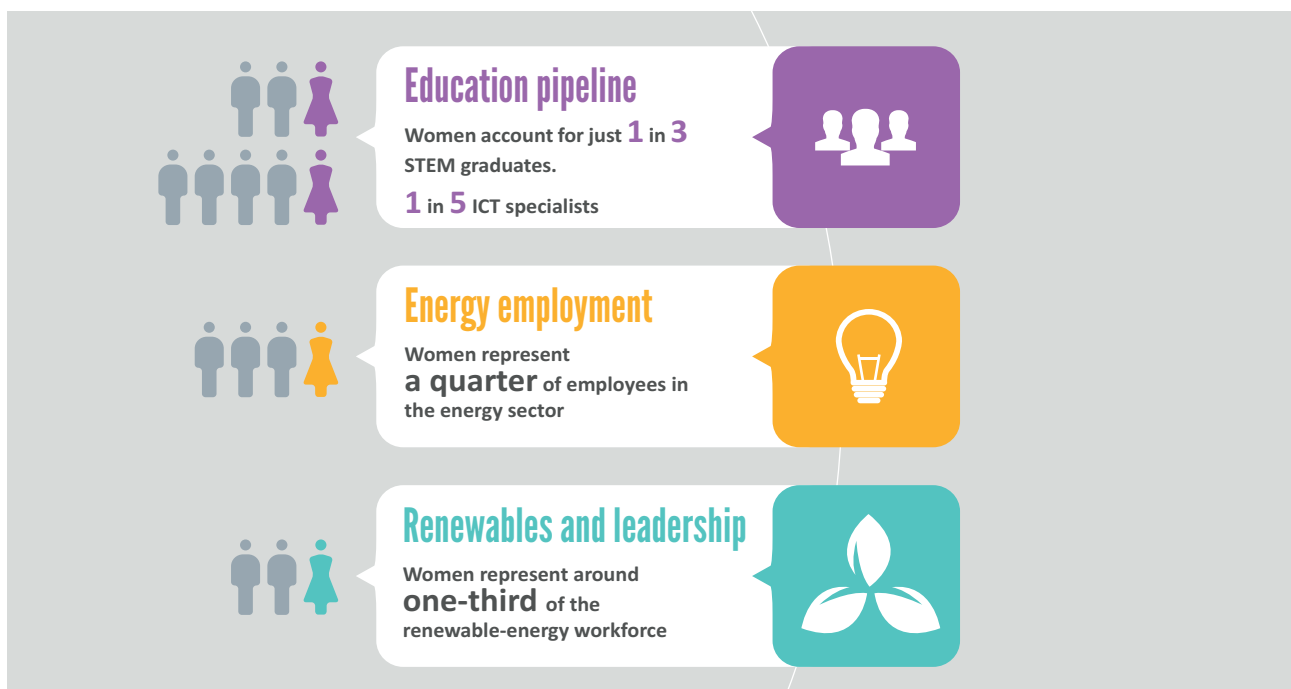 Education pipeline
Women account for just 1 in 3
STEM graduates.
1 in 5 ICT specialists
Energy employment
Women represent
a quarter of employees in
the energy sector
Renewables and leadership
Women represent around
one-third of the
renewable-energy workforce